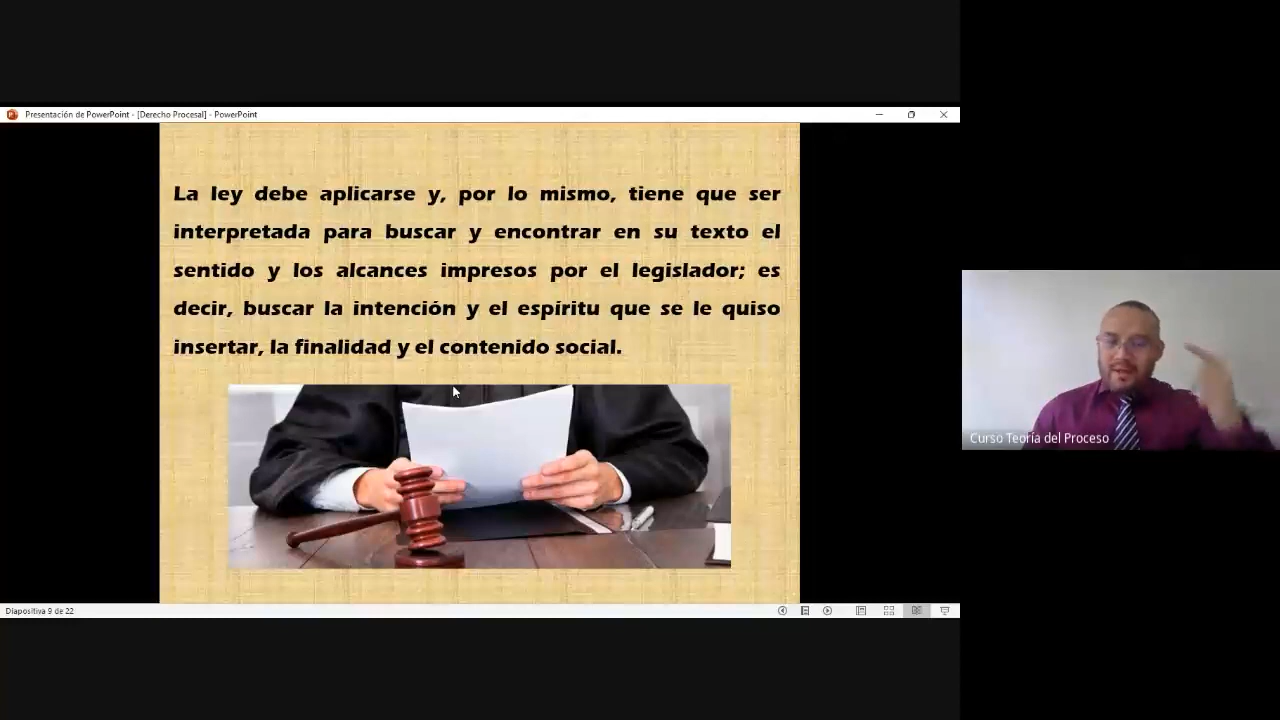 Presentación de PowerPoint - [Derecho Procesal] - PowerPoint
La ley debe aplicarse y, por lo mismo, tiene que ser
interpretada para buscar y encontrar en su texto el
sentido y los alcances impresos por el legislador; es
decir, buscar la intención y el espíritu que se le quiso
insertar, la finalidad y el contenido social.
Curso Teoría del Proceso
Diapositiva 9 de 22